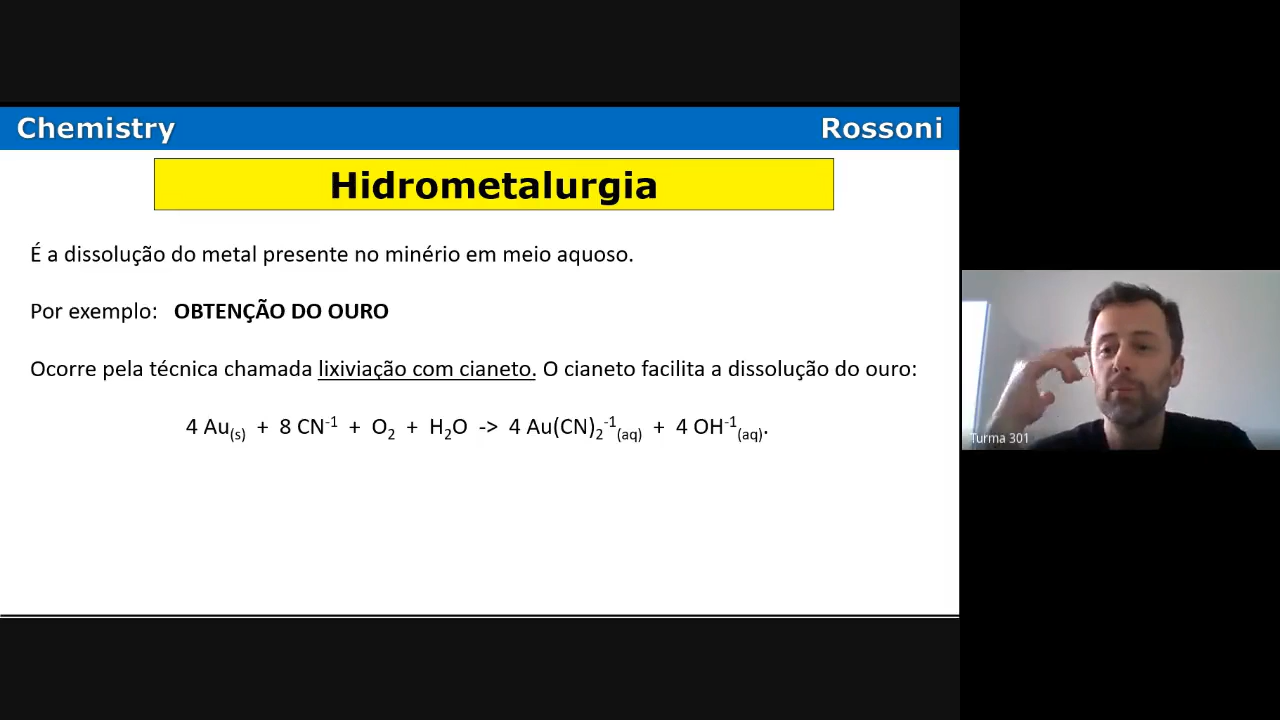 Chemistry Rossoni
Hidrometalurgia
É a dissolução do metal presente no minério em meio aquoso.
Por exemplo: OBTENÇÃO DO OURO
Ocorre pela técnica chamada lixiviação com cianeto. O cianeto facilita a dissolução do ouro:
4 Au(s) + 8 CN-1 + O2 + H2O -> 4 Au(CN)2-1(aq) + 4 OH-1(aq).
Turma 301